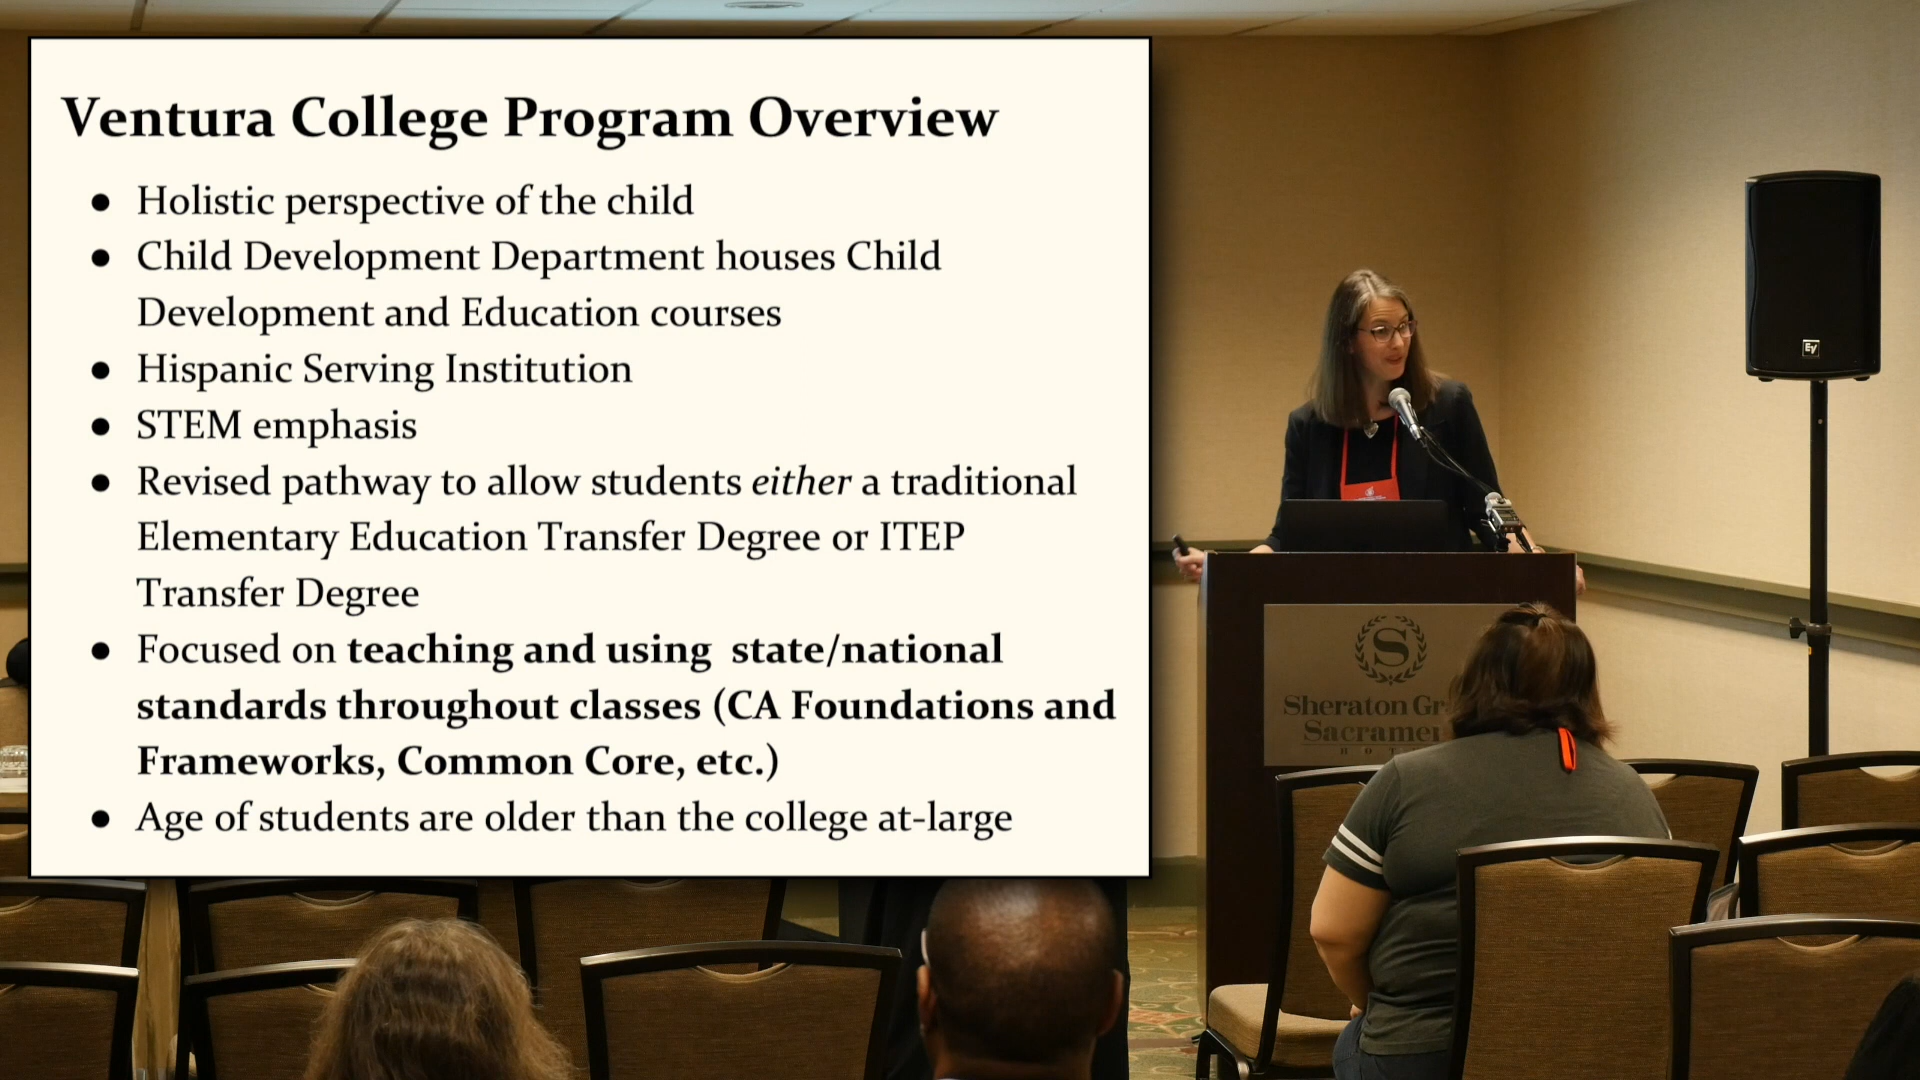 Ventura College Program Overview
● Holistic perspective of the child
● Child Development Department houses Child
Development and Education courses
● Hispanic Serving Institution
● STEM emphasis
● Revised pathway to allow students either a traditional
Elementary Education Transfer Degree or ITEP
Transfer Degree
● Focused on teaching and using  state/national
standards throughout classes (CA Foundations and
Frameworks, Common Core, etc.)
● Age of students are older than the college at-large
EV
S
Sheraton